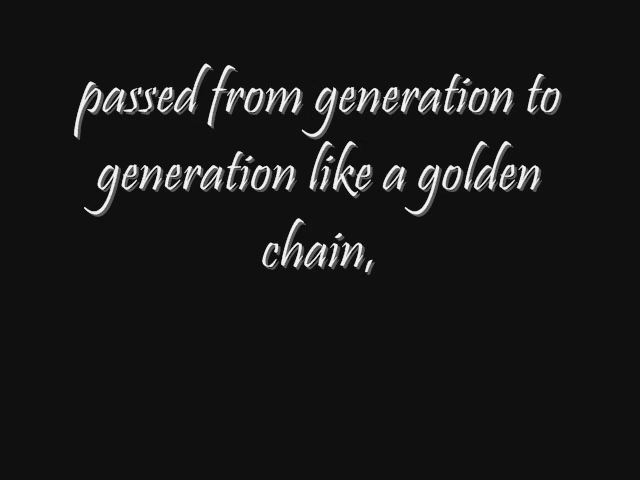 passed from generation to
generation like a golden
chain,